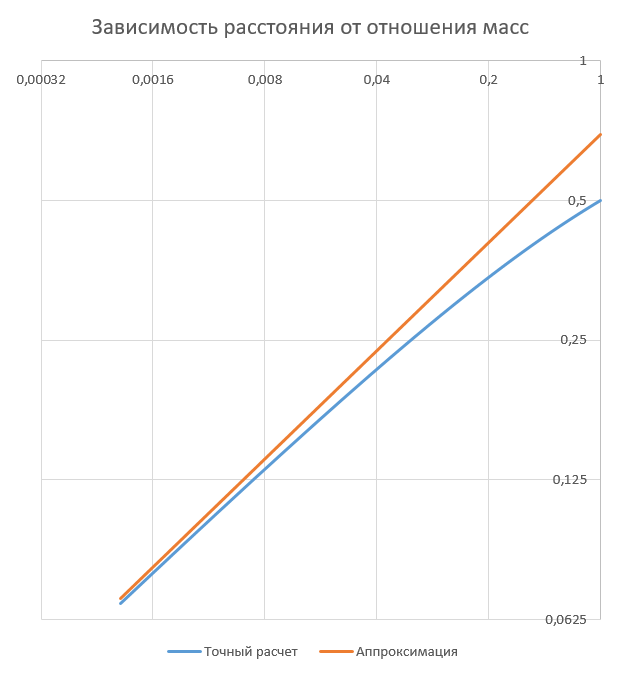 Зависимость расстояния от отношения масс
1
0,00032 0,0016 0,008 0,04 0,2 1
0,5
0,25
0,125
0,0625
Точный расчет Аппроксимация